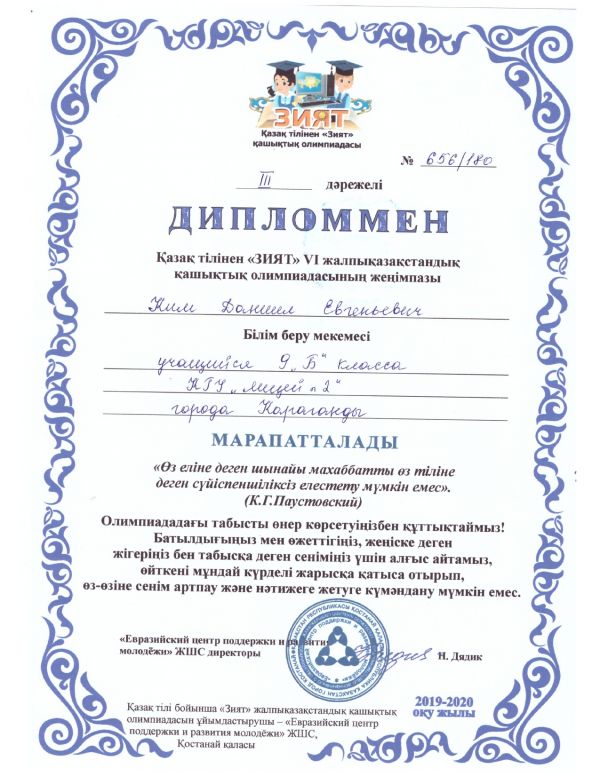 ЗИЯТ
Қазақ тілінен «Зият»
қашықтық олимпиадасы
№ 656/180
III дәрежелі
ДИПЛОММЕН
Қазақ тілінен «ЗИЯТ» VI жалпықазақстандық
қашықтық олимпиадасының жеңімпазы
Ким Даниил Евгеньевич
Білім беру мекемесі
учащийся 9 „Б“ класса
КГУ „Лицей n 2“
города Караганды
МАРАПАТТАЛАДЫ
«Өз еліне деген шынайы махаббатты өз тіліне
деген сүйіспеншіліксіз елестету мүмкін емес».
(К.Г.Паустовский)
Олимпиададағы табысты өнер көрсетуіңізбен құттықтаймыз!
Батылдығыңыз мен өжеттігіңіз, жеңіске деген
жігеріңіз бен табысқа деген сеніміңіз үшін алғыс айтамыз,
өйткені мұндай күрделі жарысқа қатыса отырып,
өз-өзіне сенім артпау және нәтижеге жетуге күмәндану мүмкін емес.
«Евразийский центр поддержки и развития
молодёжи» ЖШС директоры Н. Дядик
2019-2020
оқу жылы
Қазақ тілі бойынша «Зият» жалпықазақстандық қашықтық
олимпиадасын ұйымдастырушы – «Евразийский центр
поддержки и развития молодёжи» ЖШС,
Қостанай қаласы